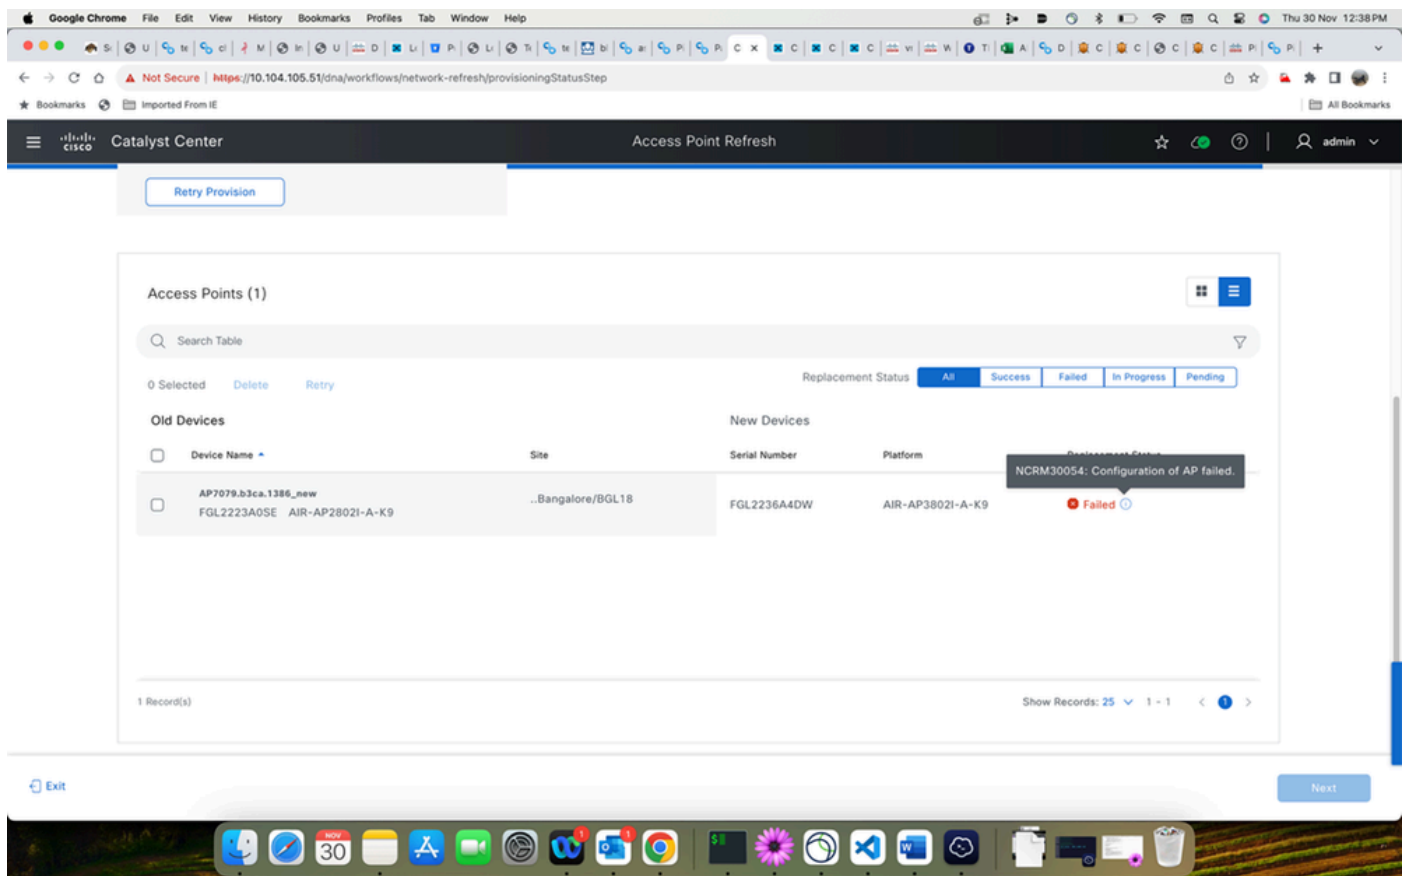 Google Chrome File Edit View History Bookmarks Profiles Tab Window Help Thu 30 Nov 12:38PM
Not Secure https://10.104.105.51/dna/workflows/network-refresh/provisioningStatusStep
Bookmarks Imported From IE All Bookmarks
cisco Catalyst Center Access Point Refresh admin
Retry Provision
Access Points (1)
Search Table
0 Selected Delete Retry Replacement Status All Success Failed In Progress Pending
Old Devices New Devices
Device Name Site Serial Number Platform
NCRM30054: Configuration of AP failed.
AP7079.b3ca.1386_new
FGL2223A0SE AIR-AP2802I-A-K9 ..Bangalore/BGL18 FGL2236A4DW AIR-AP3802I-A-K9 Failed
1 Record(s) Show Records: 25 1 - 1 1
Exit Next
NOV
30
1
1